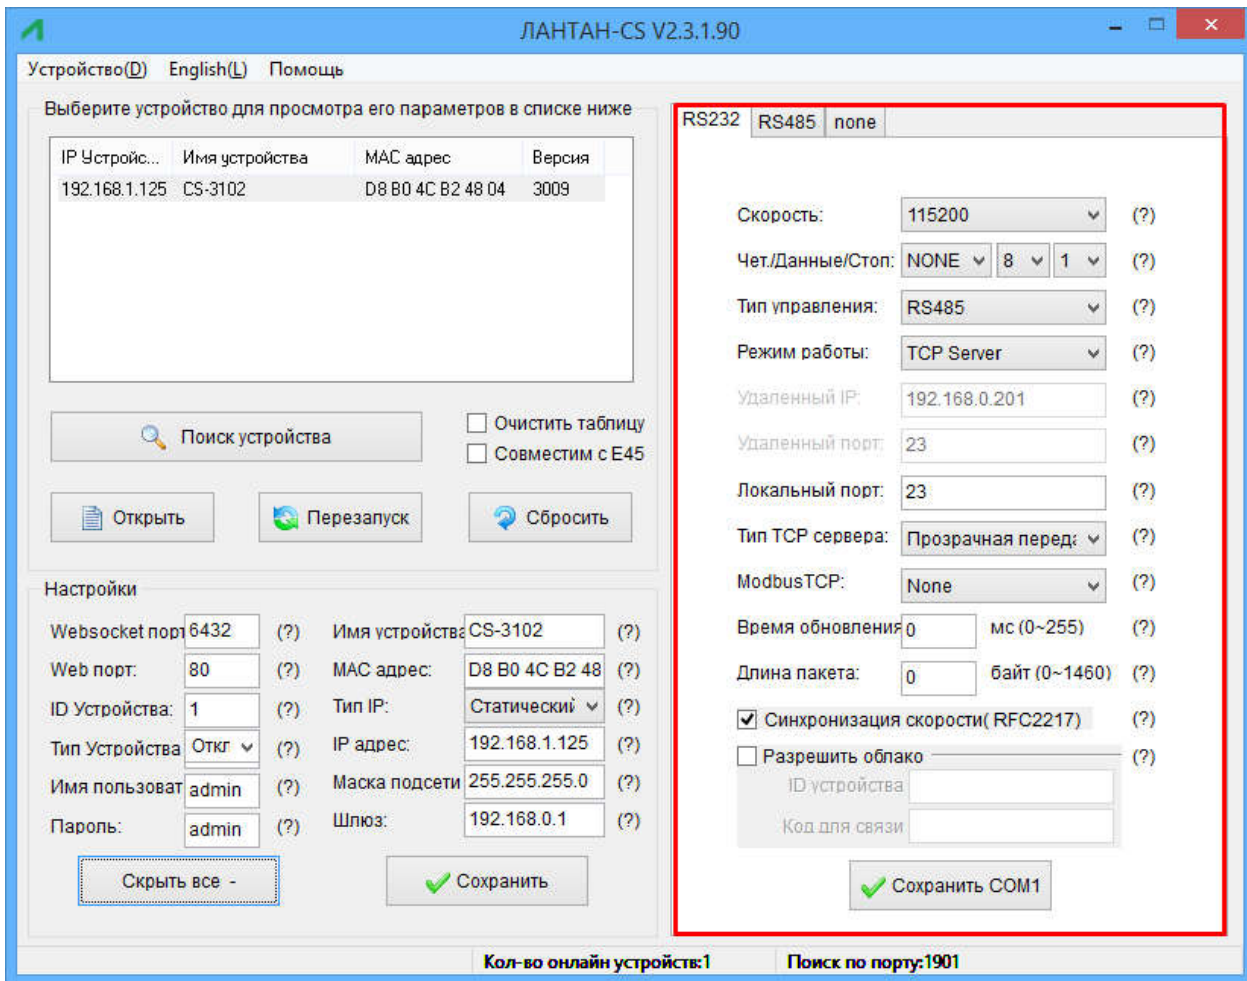 ЛАНТАН-CS V2.3.1.90
Устройство(D) English(L) Помощь
Выберите устройство для просмотра его параметров в списке ниже
IP Устройс... Имя устройства MAC адрес Версия
192.168.1.125 CS-3102 D8 B0 4C B2 48 04 3009
Поиск устройства
Очистить таблицу
Совместим с E45
Открыть Перезапуск Сбросить
Настройки
Websocket порт 6432 (?) Имя устройства CS-3102 (?)
Web порт: 80 (?) MAC адрес: D8 B0 4C B2 48 (?)
ID Устройства: 1 (?) Тип IP: Статический (?)
Тип Устройства Откл (?) IP адрес: 192.168.1.125 (?)
Имя пользоват admin (?) Маска подсети 255.255.255.0 (?)
Пароль: admin (?) Шлюз: 192.168.0.1 (?)
Скрыть все - Сохранить
RS232 RS485 none
Скорость: 115200 (?)
Чет./Данные/Стоп: NONE 8 1 (?)
Тип управления: RS485 (?)
Режим работы: TCP Server (?)
Удаленный IP: 192.168.0.201 (?)
Удаленный порт: 23 (?)
Локальный порт: 23 (?)
Тип TCP сервера: Прозрачная переда (?)
ModbusTCP: None (?)
Время обновления 0 мс (0~255) (?)
Длина пакета: 0 байт (0~1460) (?)
Синхронизация скорости( RFC2217) (?)
Разрешить облако (?)
ID устройства
Код для связи
Сохранить COM1
Кол-во онлайн устройств:1 Поиск по порту:1901